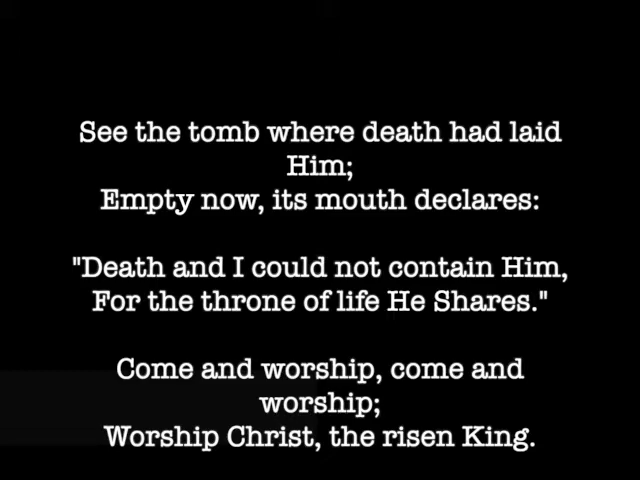 See the tomb where death had laid
Him;
Empty now, its mouth declares:
"Death and I could not contain Him,
For the throne of life He Shares."
Come and worship, come and
worship;
Worship Christ, the risen King.